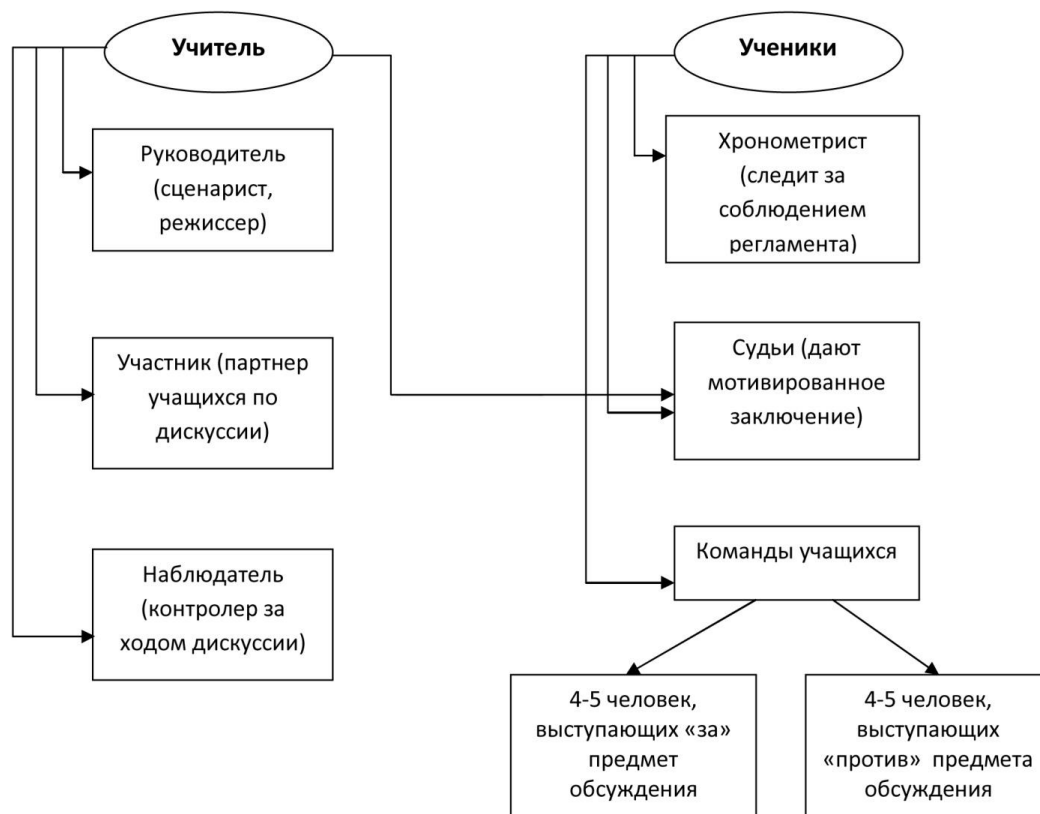 Учитель
Руководитель
(сценарист,
режиссер)
Участник (партнер
учащихся по
дискуссии)
Наблюдатель
(контролер за
ходом дискуссии)
Ученики
Хронометрист
(следит за
соблюдением
регламента)
Судьи (дают
мотивированное
заключение)
Команды учащихся
4-5 человек,
выступающих «за»
предмет
обсуждения
4-5 человек,
выступающих
«против» предмета
обсуждения